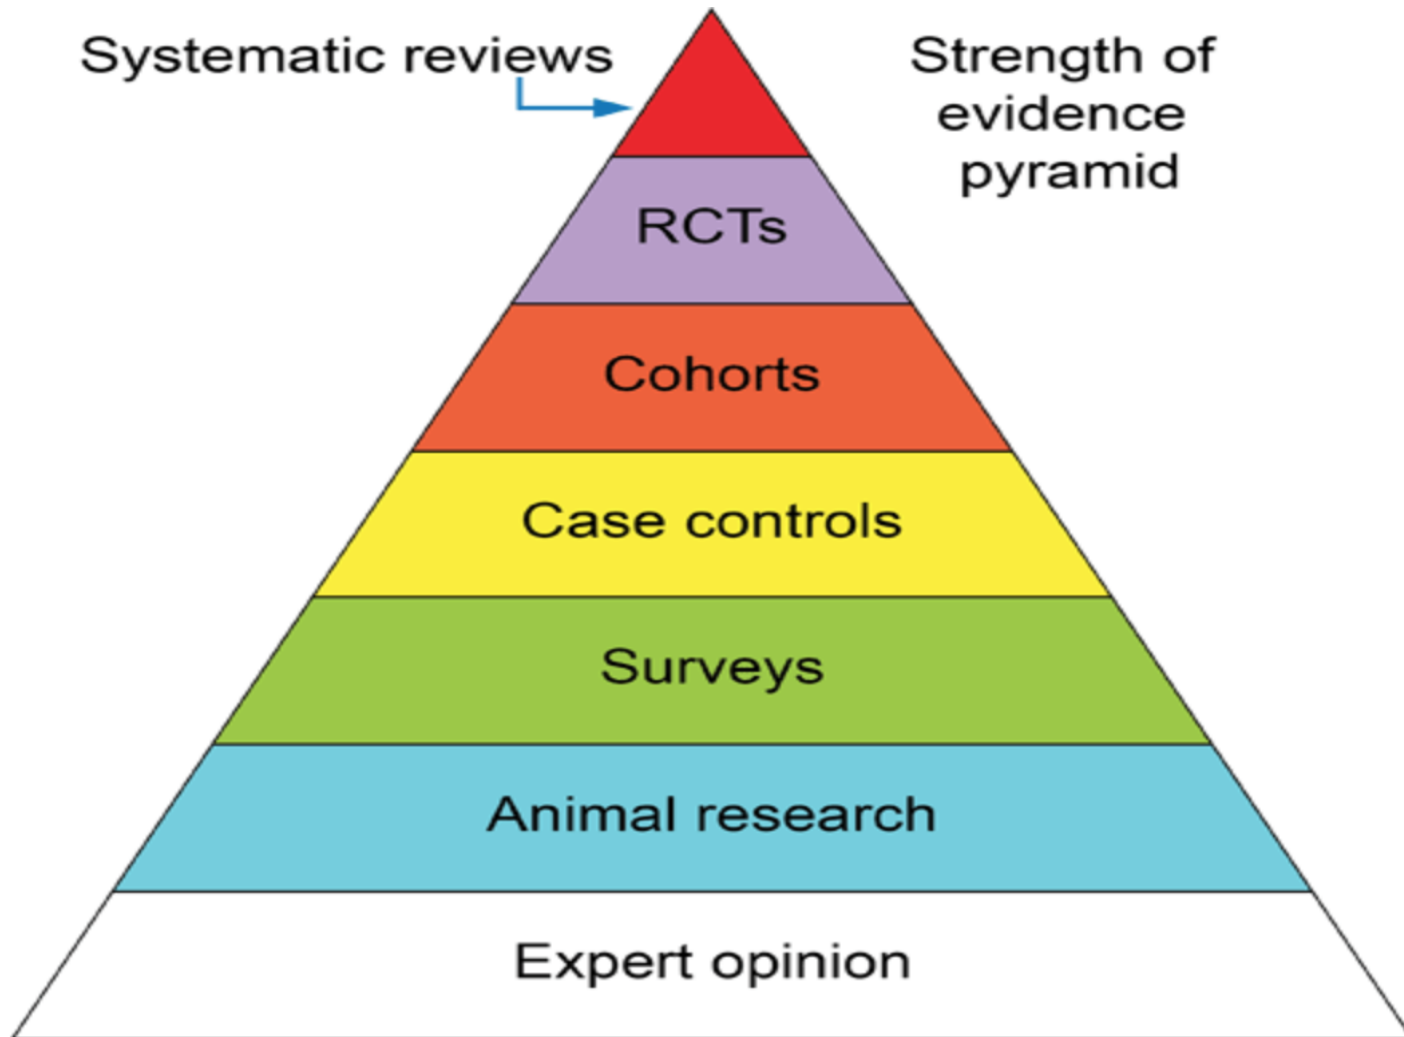 Systematic reviews
Strength of
evidence
pyramid
RCTs
Cohorts
Case controls
Surveys
Animal research
Expert opinion